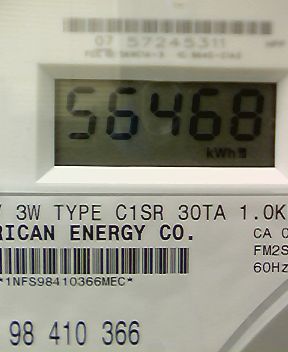 07 57245311
56468
kWh
3W TYPE C1SR 30TA 1.0K
RICAN ENERGY CO.
CA 0
FM2S
60Hz
*1NFS98410366MEC*
98 410 366